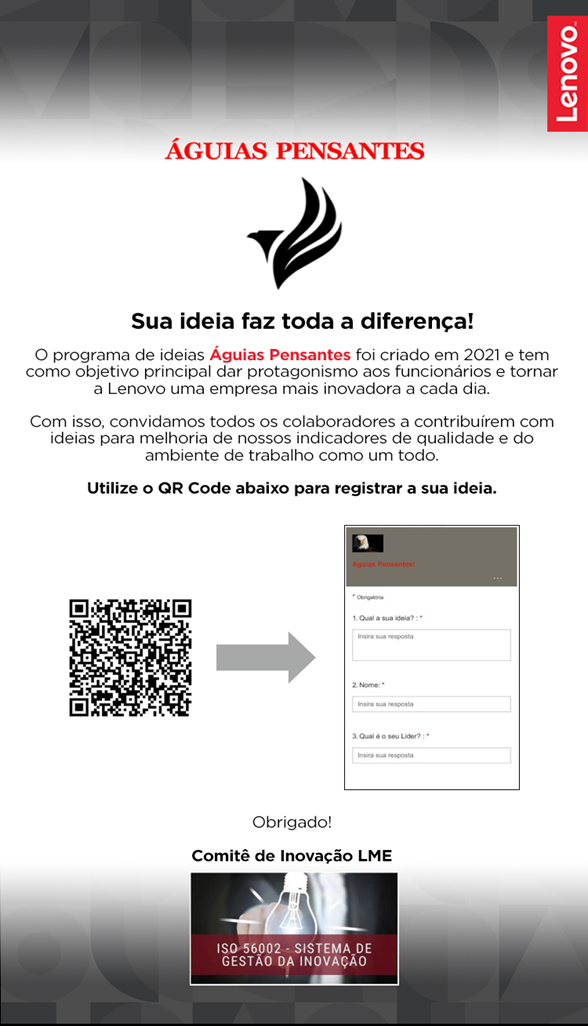 Lenovo
ÁGUIAS PENSANTES
Sua ideia faz toda a diferença!
O programa de ideias Águias Pensantes foi criado em 2021 e tem
como objetivo principal dar protagonismo aos funcionários e tornar
a Lenovo uma empresa mais inovadora a cada dia.
Com isso, convidamos todos os colaboradores a contribuírem com
ideias para melhoria de nossos indicadores de qualidade e do
ambiente de trabalho como um todo.
Utilize o QR Code abaixo para registrar a sua ideia.
Aguias Pensantes!
...
* Obrigatória
1. Qual a sua ideia? : *
Insira sua resposta
2. Nome: *
Insira sua resposta
3. Qual é o seu Líder? : *
Insira sua resposta
Obrigado!
Comitê de Inovação LME
ISO 56002 - SISTEMA DE
GESTÃO DA INOVAÇÃO